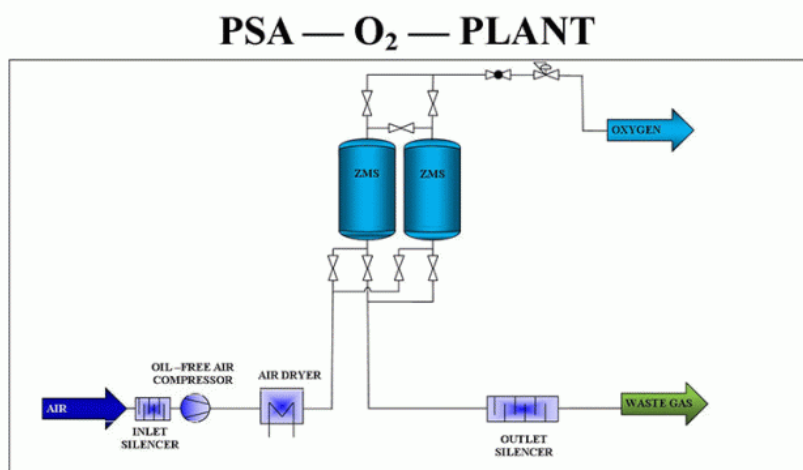 PSA — O₂ — PLANT
OXYGEN
ZMS
ZMS
OIL –FREE AIR
COMPRESSOR
AIR DRYER
AIR
INLET
SILENCER
WASTE GAS
OUTLET
SILENCER